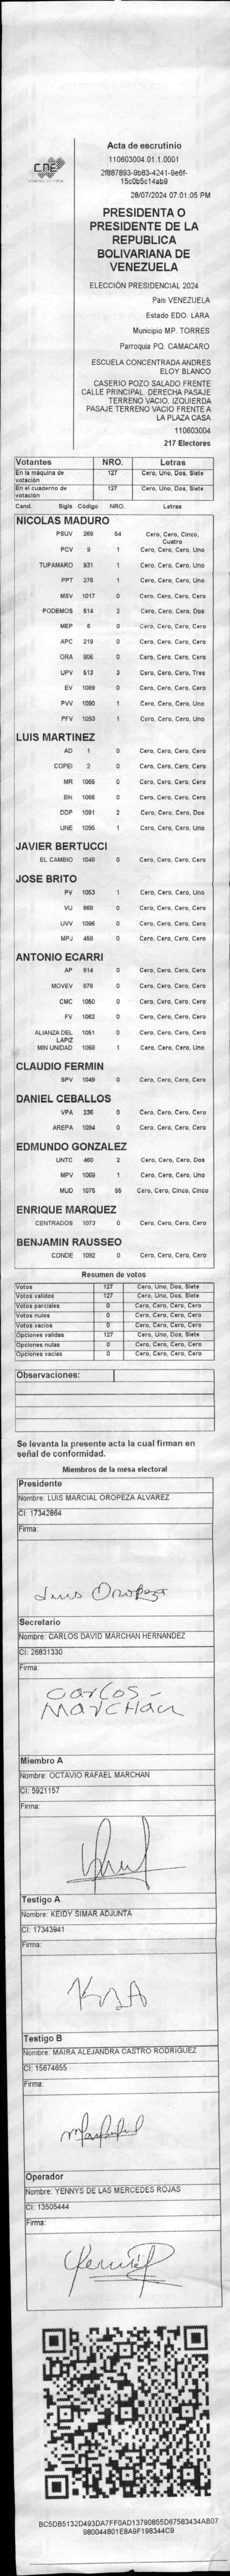 Acta de escrutinio
110603004.01.1.0001
2f887893-9b83-4241-9e6f-
15c0b5c14ab9
28/07/2024 07:01:05 PM
CNE
PRESIDENTA O
PRESIDENTE DE LA
REPUBLICA
BOLIVARIANA DE
VENEZUELA
ELECCIÓN PRESIDENCIAL 2024
Pais VENEZUELA
Estado EDO. LARA
Municipio MP. TORRES
Parroquia PQ. CAMACARO
ESCUELA CONCENTRADA ANDRES
ELOY BLANCO
CASERIO POZO SALADO FRENTE
CALLE PRINCIPAL. DERECHA PASAJE
TERRENO VACIO. IZQUIERDA
PASAJE TERRENO VACIO FRENTE A
LA PLAZA CASA
110603004
217 Electores
Votantes NRO. Letras
En la máquina de votación 127 Cero, Uno, Dos, Siete
En el cuaderno de votación 127 Cero, Uno, Dos, Siete
Cand. Sigla Código NRO. Letras
NICOLAS MADURO
PSUV 269 54 Cero, Cero, Cinco, Cuatro
PCV 9 1 Cero, Cero, Cero, Uno
TUPAMARO 931 1 Cero, Cero, Cero, Uno
PPT 276 1 Cero, Cero, Cero, Uno
MSV 1017 0 Cero, Cero, Cero, Cero
PODEMOS 514 2 Cero, Cero, Cero, Dos
MEP 6 0 Cero, Cero, Cero, Cero
APC 219 0 Cero, Cero, Cero, Cero
ORA 906 0 Cero, Cero, Cero, Cero
UPV 513 3 Cero, Cero, Cero, Tres
EV 1089 0 Cero, Cero, Cero, Cero
PVV 1090 1 Cero, Cero, Cero, Uno
PFV 1093 1 Cero, Cero, Cero, Uno
LUIS MARTINEZ
AD 1 0 Cero, Cero, Cero, Cero
COPEI 2 0 Cero, Cero, Cero, Cero
MR 1065 0 Cero, Cero, Cero, Cero
BR 1066 0 Cero, Cero, Cero, Cero
DDP 1091 2 Cero, Cero, Cero, Dos
UNE 1095 1 Cero, Cero, Cero, Uno
JAVIER BERTUCCI
EL CAMBIO 1048 0 Cero, Cero, Cero, Cero
JOSE BRITO
PV 1053 1 Cero, Cero, Cero, Uno
VU 868 0 Cero, Cero, Cero, Cero
UVV 1096 0 Cero, Cero, Cero, Cero
MPJ 458 0 Cero, Cero, Cero, Cero
ANTONIO ECARRI
AP 814 0 Cero, Cero, Cero, Cero
MOVEV 878 0 Cero, Cero, Cero, Cero
CMC 1050 0 Cero, Cero, Cero, Cero
FV 1062 0 Cero, Cero, Cero, Cero
ALIANZA DEL LAPIZ 1051 0 Cero, Cero, Cero, Cero
MIN UNIDAD 1068 1 Cero, Cero, Cero, Uno
CLAUDIO FERMIN
SPV 1049 0 Cero, Cero, Cero, Cero
DANIEL CEBALLOS
VPA 236 0 Cero, Cero, Cero, Cero
AREPA 1094 0 Cero, Cero, Cero, Cero
EDMUNDO GONZALEZ
UNTC 460 2 Cero, Cero, Cero, Dos
MPV 1069 1 Cero, Cero, Cero, Uno
MUD 1075 55 Cero, Cero, Cinco, Cinco
ENRIQUE MARQUEZ
CENTRADOS 1073 0 Cero, Cero, Cero, Cero
BENJAMIN RAUSSEO
CONDE 1092 0 Cero, Cero, Cero, Cero
Resumen de votos
Votos 127 Cero, Uno, Dos, Siete
Votos validos 127 Cero, Uno, Dos, Siete
Votos parciales 0 Cero, Cero, Cero, Cero
Votos nulos 0 Cero, Cero, Cero, Cero
Votos vacios 0 Cero, Cero, Cero, Cero
Opciones validas 127 Cero, Uno, Dos, Siete
Opciones nulas 0 Cero, Cero, Cero, Cero
Opciones vacias 0 Cero, Cero, Cero, Cero
Observaciones:
Se levanta la presente acta la cual firman en
señal de conformidad.
Miembros de la mesa electoral
Presidente
Nombre: LUIS MARCIAL OROPEZA ALVAREZ
CI: 17342864
Firma:
Luis Oropeza
Secretario
Nombre: CARLOS DAVID MARCHAN HERNANDEZ
CI: 26831330
Firma:
Carlos -
Marchan
Miembro A
Nombre: OCTAVIO RAFAEL MARCHAN
CI: 5921157
Firma:
Testigo A
Nombre: KEIDY SIMAR ADJUNTA
CI: 17343941
Firma:
KSA
Testigo B
Nombre: MAIRA ALEJANDRA CASTRO RODRIGUEZ
CI: 15674655
Firma:
Operador
Nombre: YENNYS DE LAS MERCEDES ROJAS
CI: 13505444
Firma:
BC5DB5132D493DA7FF0AD13790855D67583434AB07
980044801E8A9F198344C9